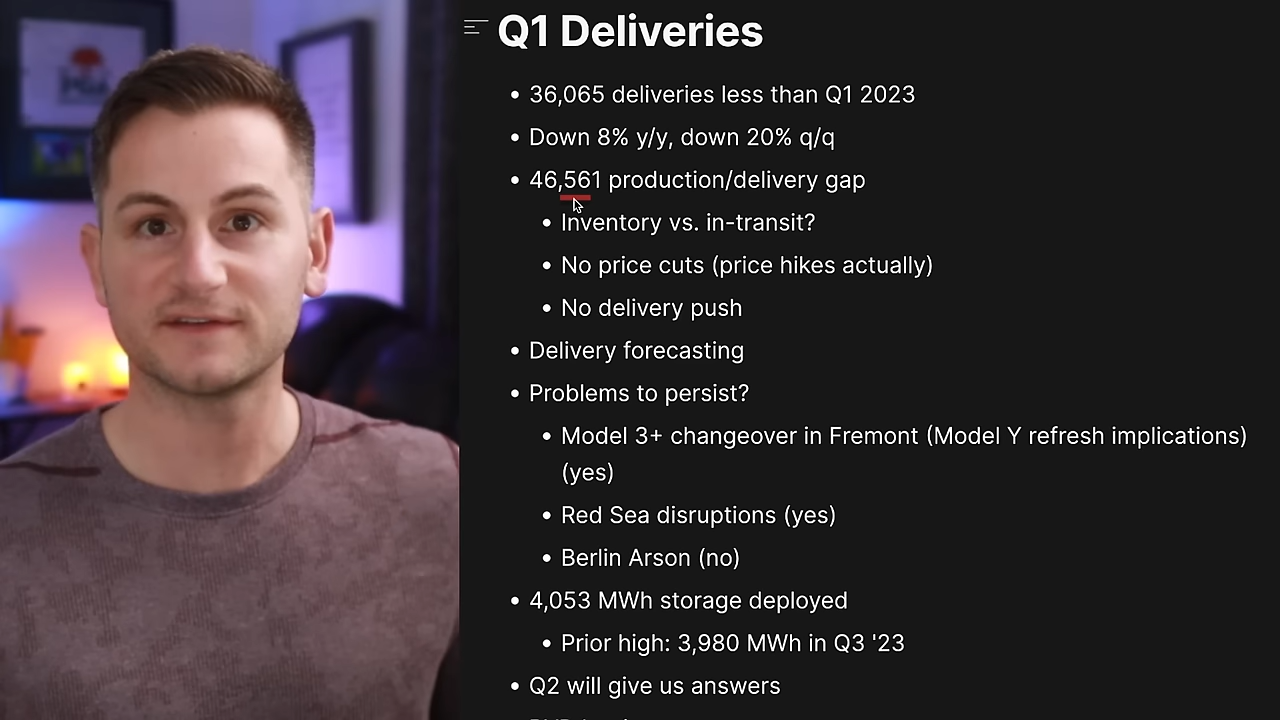 Q1 Deliveries
• 36,065 deliveries less than Q1 2023
• Down 8% y/y, down 20% q/q
• 46,561 production/delivery gap
• Inventory vs. in-transit?
• No price cuts (price hikes actually)
• No delivery push
• Delivery forecasting
• Problems to persist?
• Model 3+ changeover in Fremont (Model Y refresh implications)
(yes)
• Red Sea disruptions (yes)
• Berlin Arson (no)
• 4,053 MWh storage deployed
• Prior high: 3,980 MWh in Q3 '23
• Q2 will give us answers